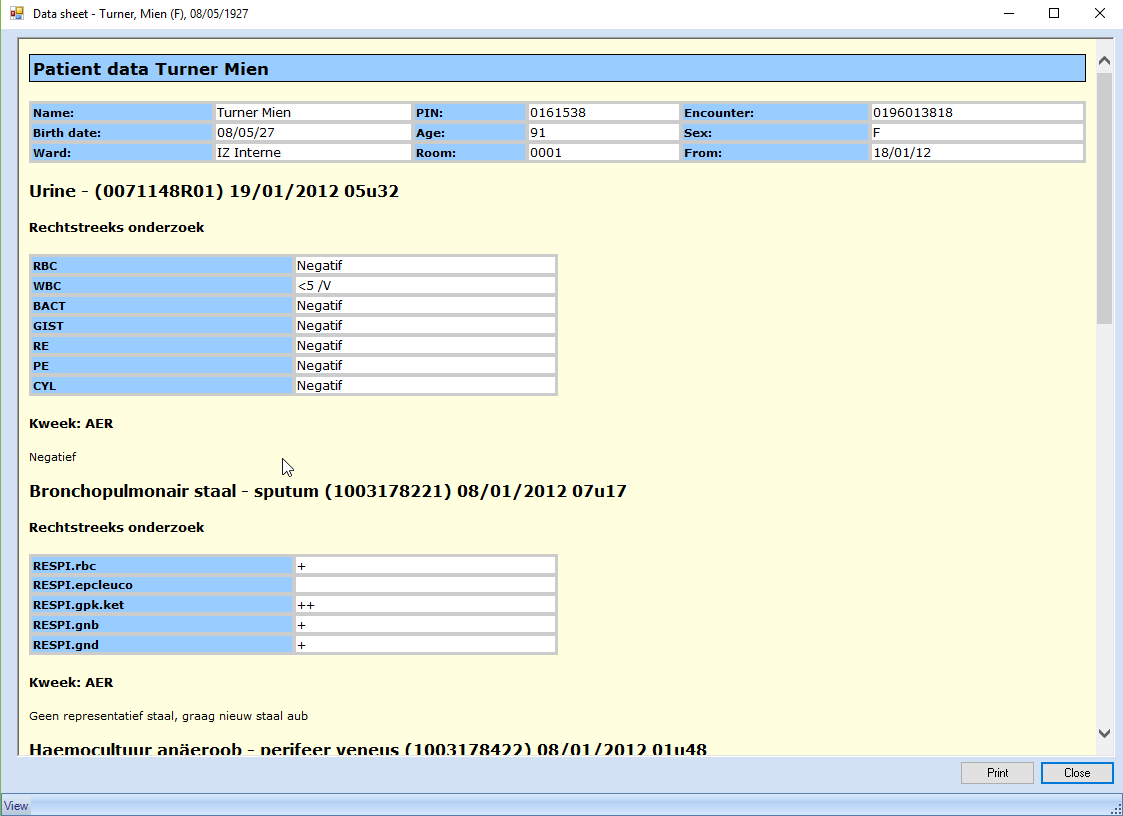 Data sheet - Turner, Mien (F), 08/05/1927
Patient data Turner Mien
Name: Turner Mien PIN: 0161538 Encounter: 0196013818
Birth date: 08/05/27 Age: 91 Sex: F
Ward: IZ Interne Room: 0001 From: 18/01/12
Urine - (0071148R01) 19/01/2012 05u32
Rechtstreeks onderzoek
RBC Negatif
WBC <5 /V
BACT Negatif
GIST Negatif
RE Negatif
PE Negatif
CYL Negatif
Kweek: AER
Negatief
Bronchopulmonair staal - sputum (1003178221) 08/01/2012 07u17
Rechtstreeks onderzoek
RESPI.rbc +
RESPI.epcleuco
RESPI.gpk.ket ++
RESPI.gnb +
RESPI.gnd +
Kweek: AER
Geen representatief staal, graag nieuw staal aub
Haemocultuur anäeroob - perifeer veneus (1003178422) 08/01/2012 01u48
Print Close
View